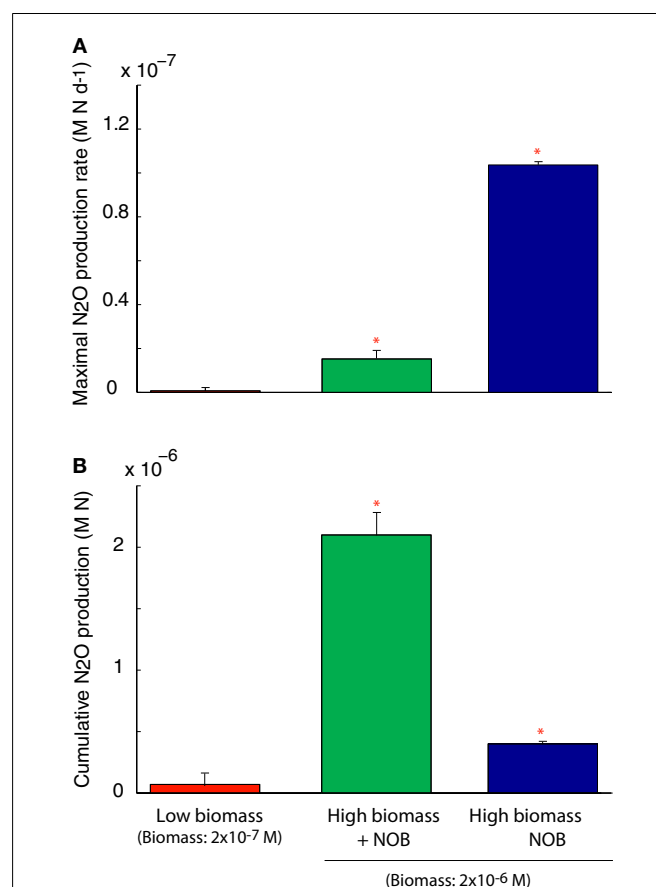 A
x 10⁻⁷
Maximal N2O production rate (M N d-1)
1.2
*
0.8
0.4
*
0
B
x 10⁻⁶
Cumulative N2O production (M N)
*
2
1
*
0
Low biomass
(Biomass: 2x10-7 M)
High biomass
+ NOB
High biomass
NOB
(Biomass: 2x10-6 M)